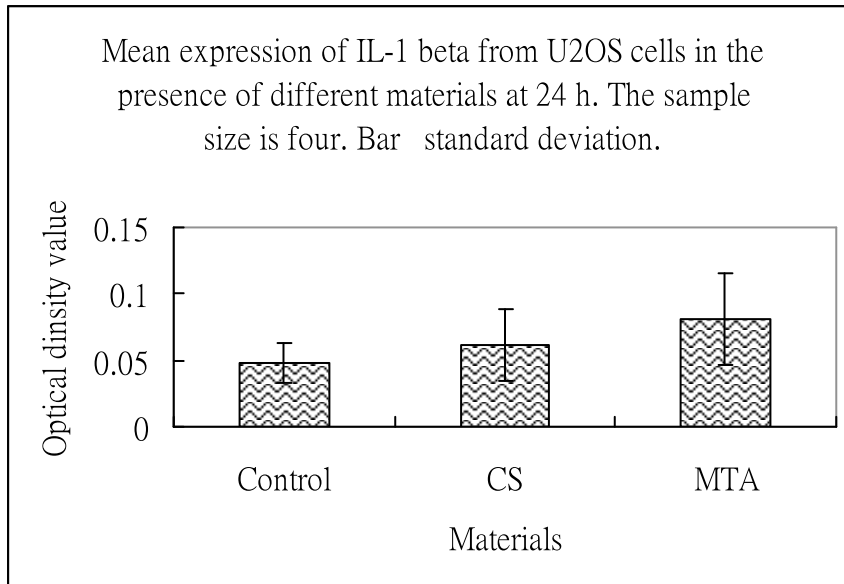 Mean expression of IL-1 beta from U2OS cells in the
presence of different materials at 24 h. The sample
size is four. Bar   standard deviation.
Optical dinsity value
0.15
0.1
0.05
0
Control
CS
MTA
Materials